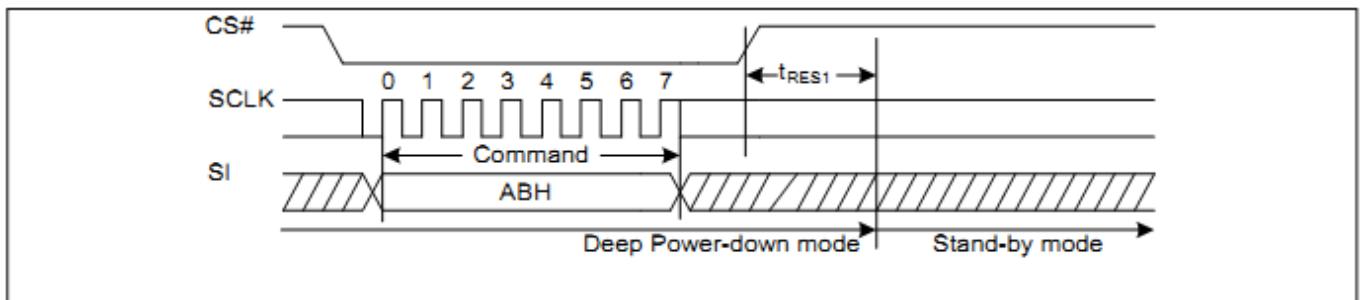 CS#
tRES1
0 1 2 3 4 5 6 7
SCLK
Command
SI
ABH
Deep Power-down mode Stand-by mode